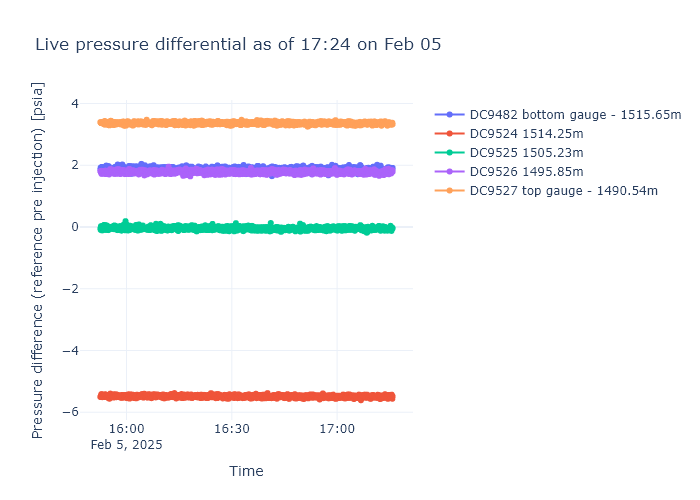 Live pressure differential as of 17:24 on Feb 05
Pressure difference (reference pre injection) [psia]
4
2
0
−2
−4
−6
16:00
Feb 5, 2025
16:30
17:00
Time
DC9482 bottom gauge - 1515.65m
DC9524 1514.25m
DC9525 1505.23m
DC9526 1495.85m
DC9527 top gauge - 1490.54m